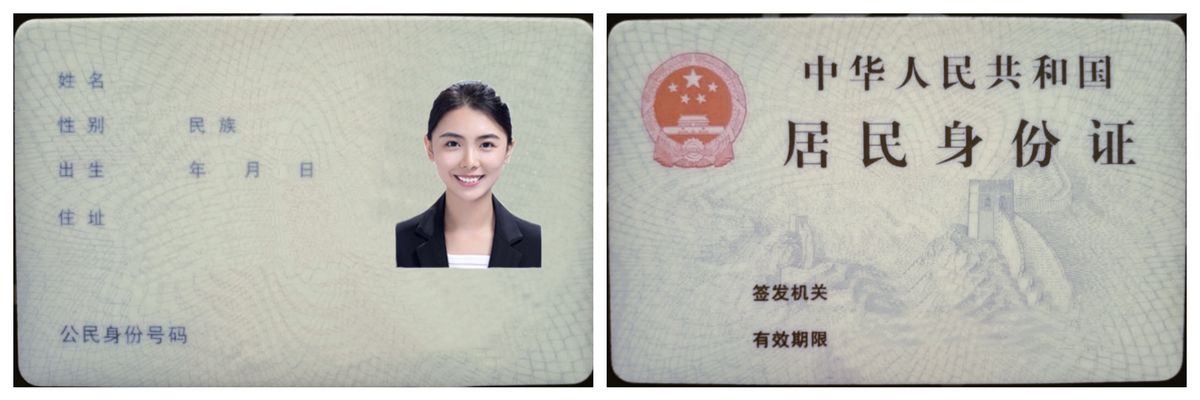 姓 名
性 别 民 族
出 生 年 月 日
住 址
公民身份号码
中华人民共和国
居民身份证
签发机关
有效期限